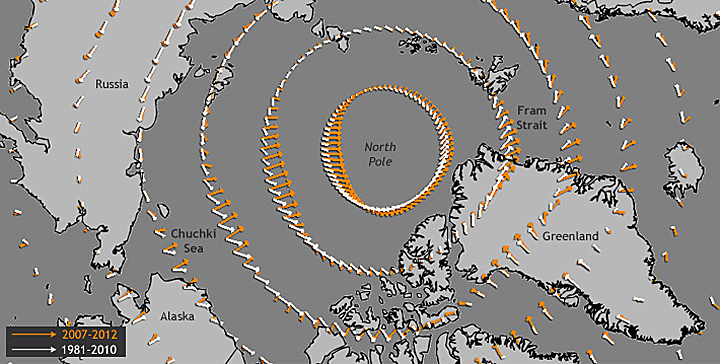 Russia
Fram
Strait
North
Pole
Chuchki
Sea
Greenland
Alaska
2007-2012
1981-2010